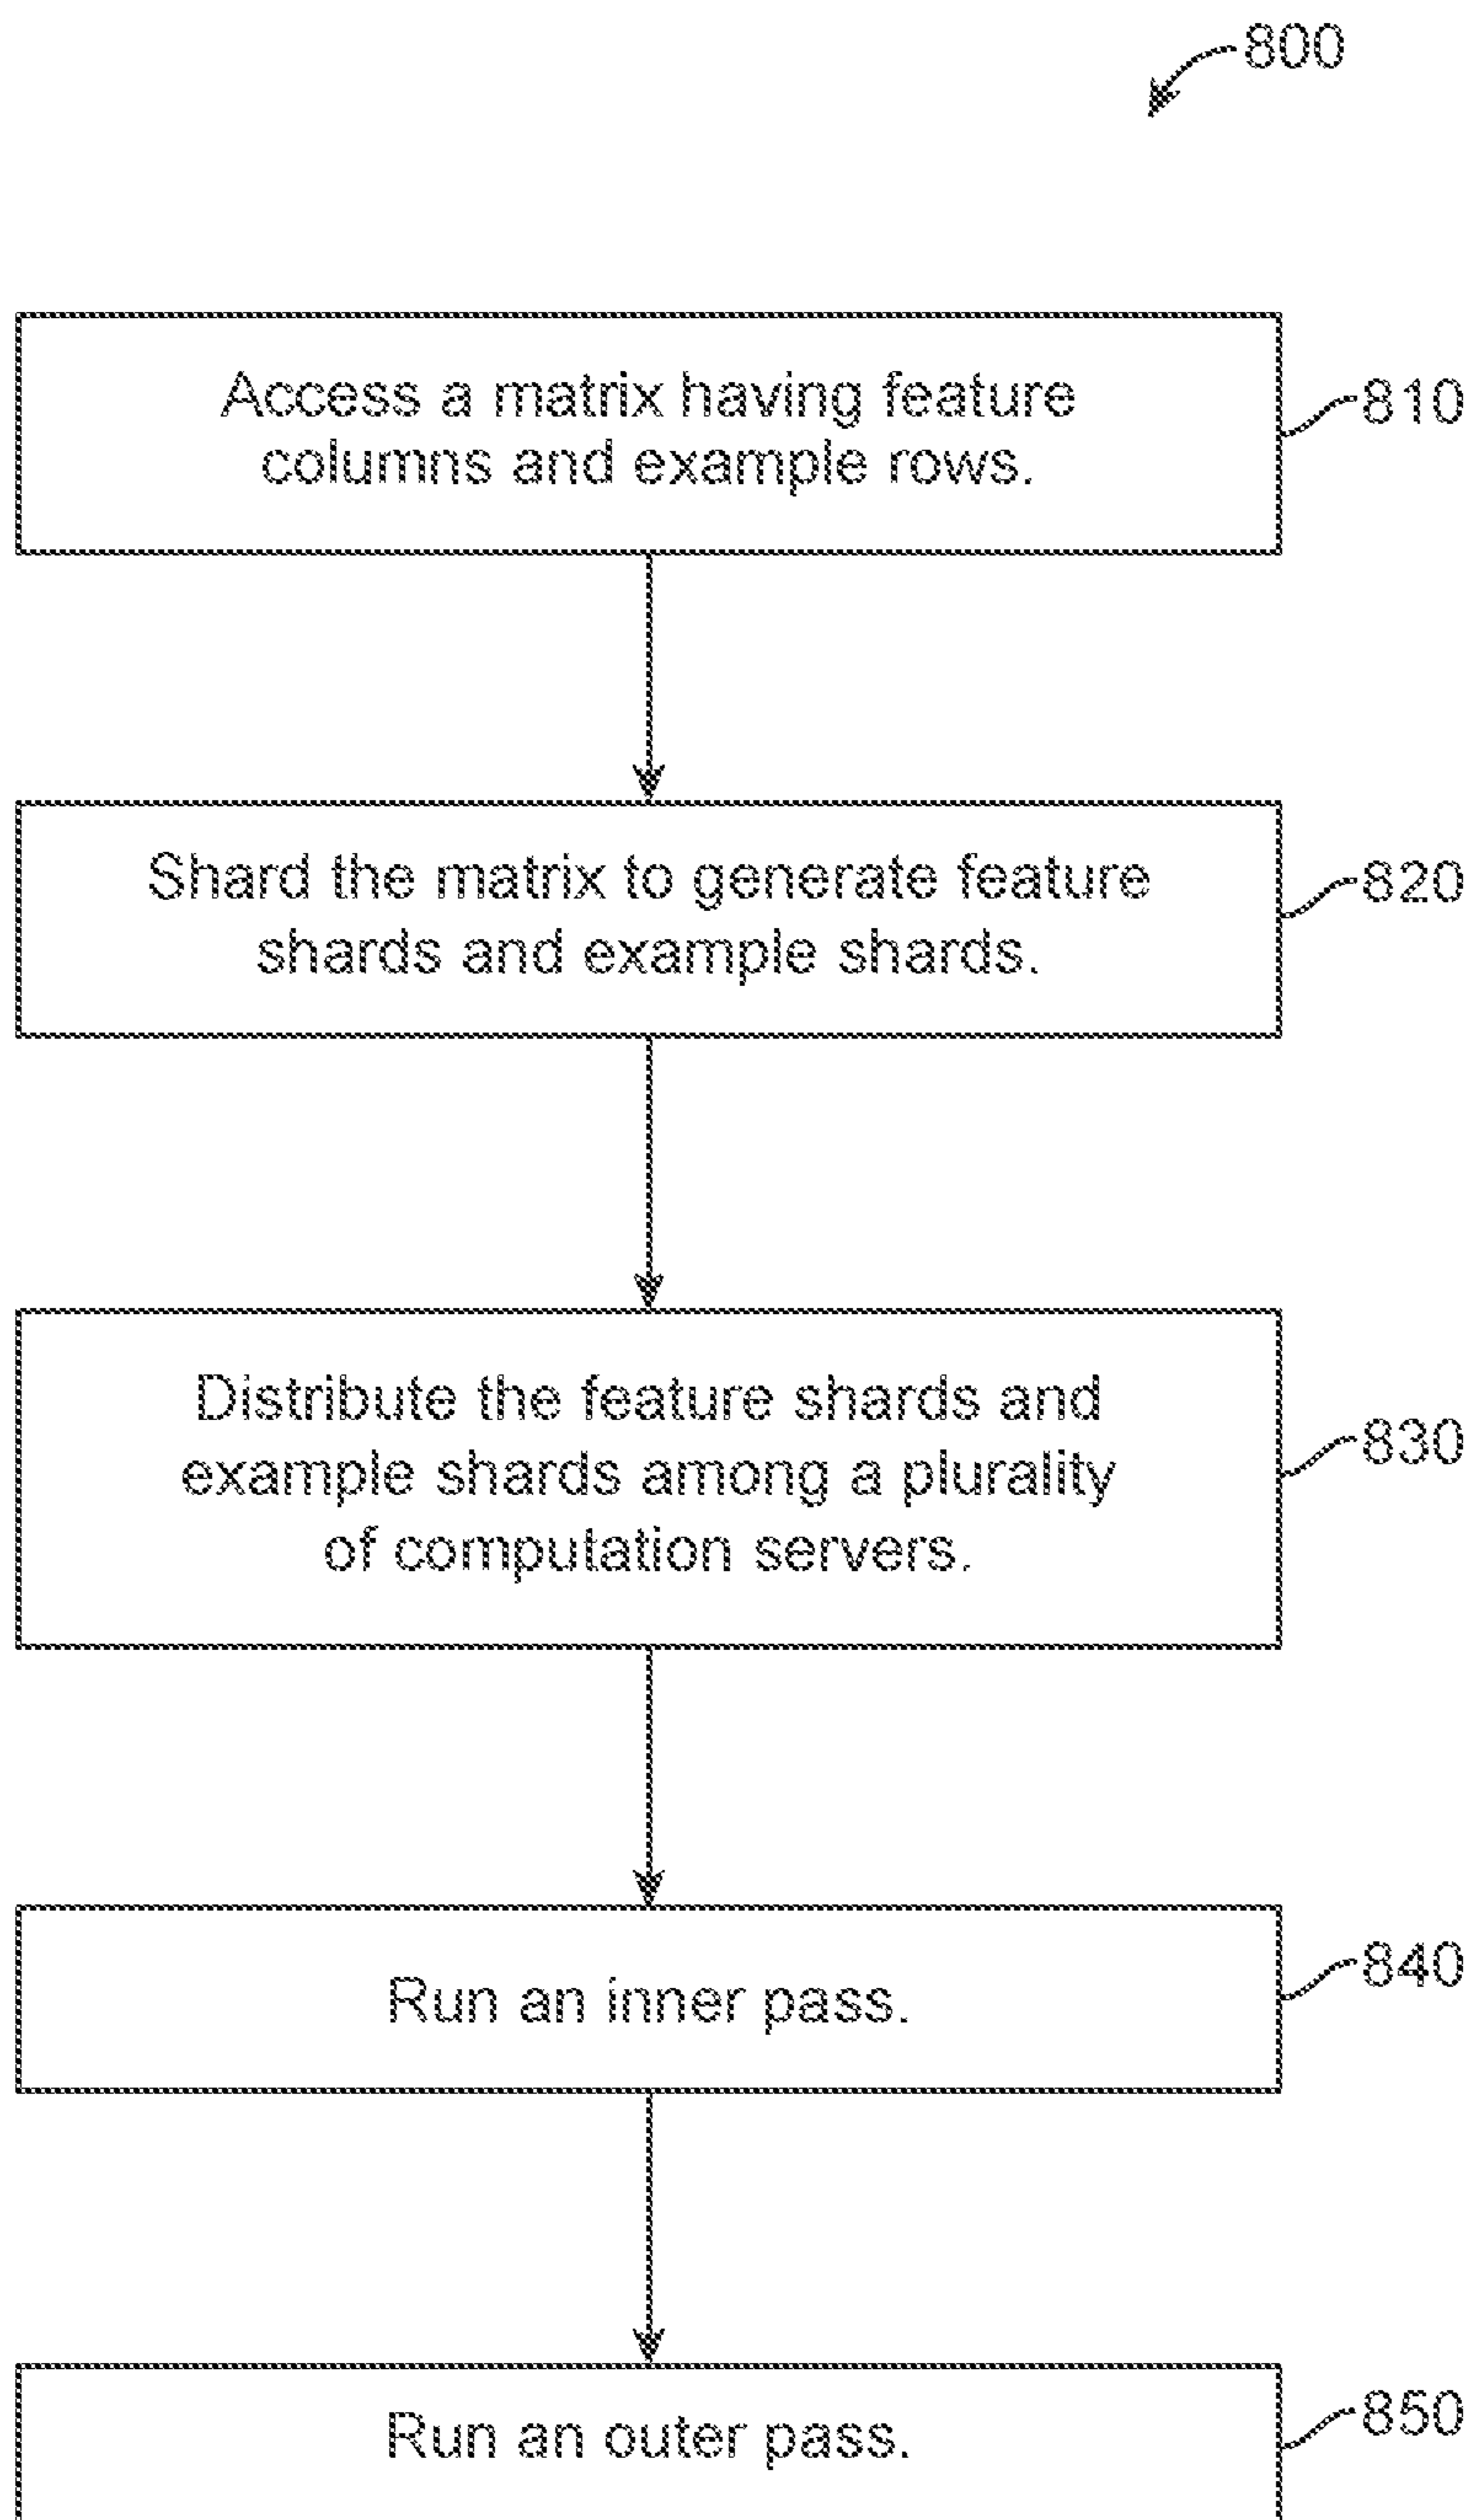 800
Access a matrix having feature
columns and example rows.
810
Shard the matrix to generate feature
shards and example shards.
820
Distribute the feature shards and
example shards among a plurality
of computation servers.
830
Run an inner pass.
840
Run an outer pass.
850